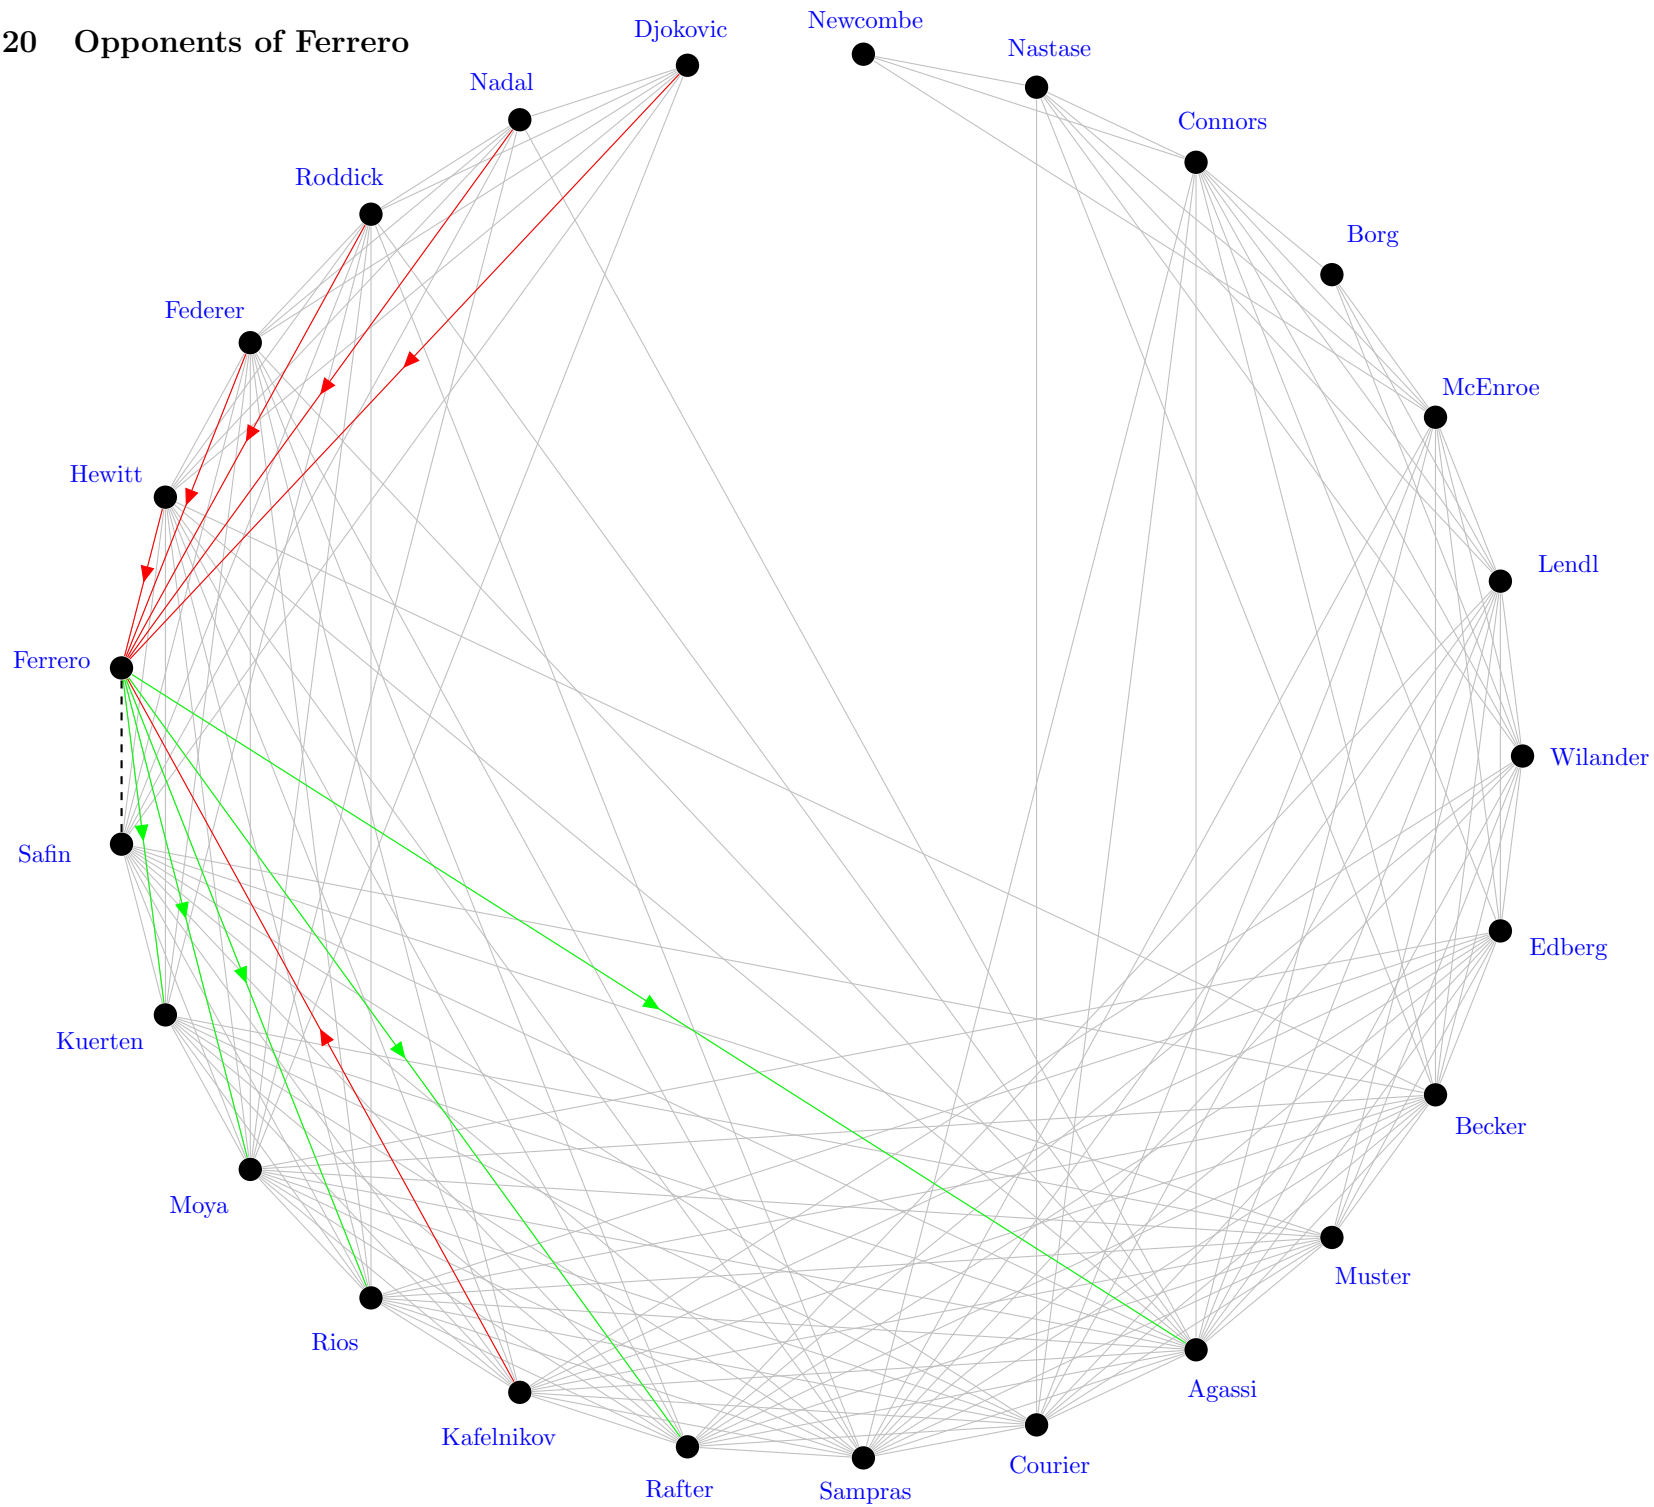 20 Opponents of Ferrero
Djokovic
Newcombe
Nastase
Nadal
Connors
Roddick
Borg
Federer
McEnroe
Hewitt
Lendl
Ferrero
Wilander
Safin
Edberg
Kuerten
Becker
Moya
Muster
Rios
Agassi
Kafelnikov
Courier
Rafter
Sampras